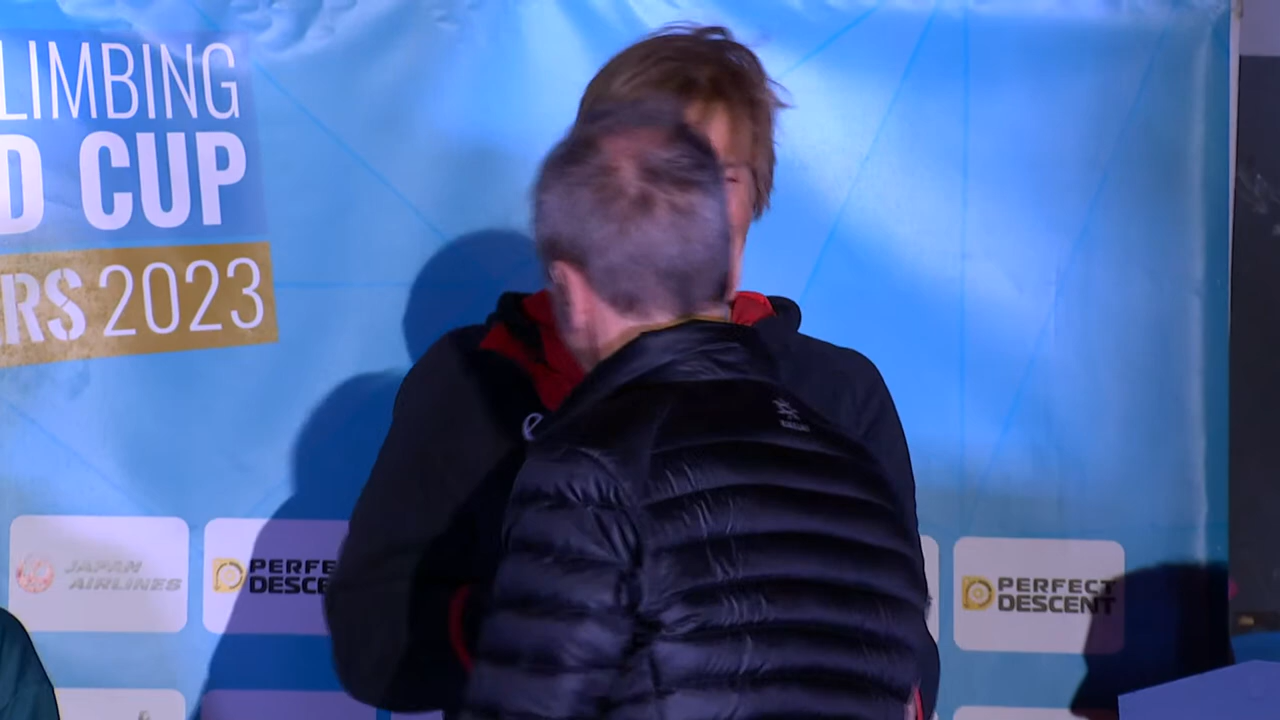 LIMBING
D CUP
RS 2023
JAPAN
AIRLINES
PERFE
DESCE
PERFECT
DESCENT